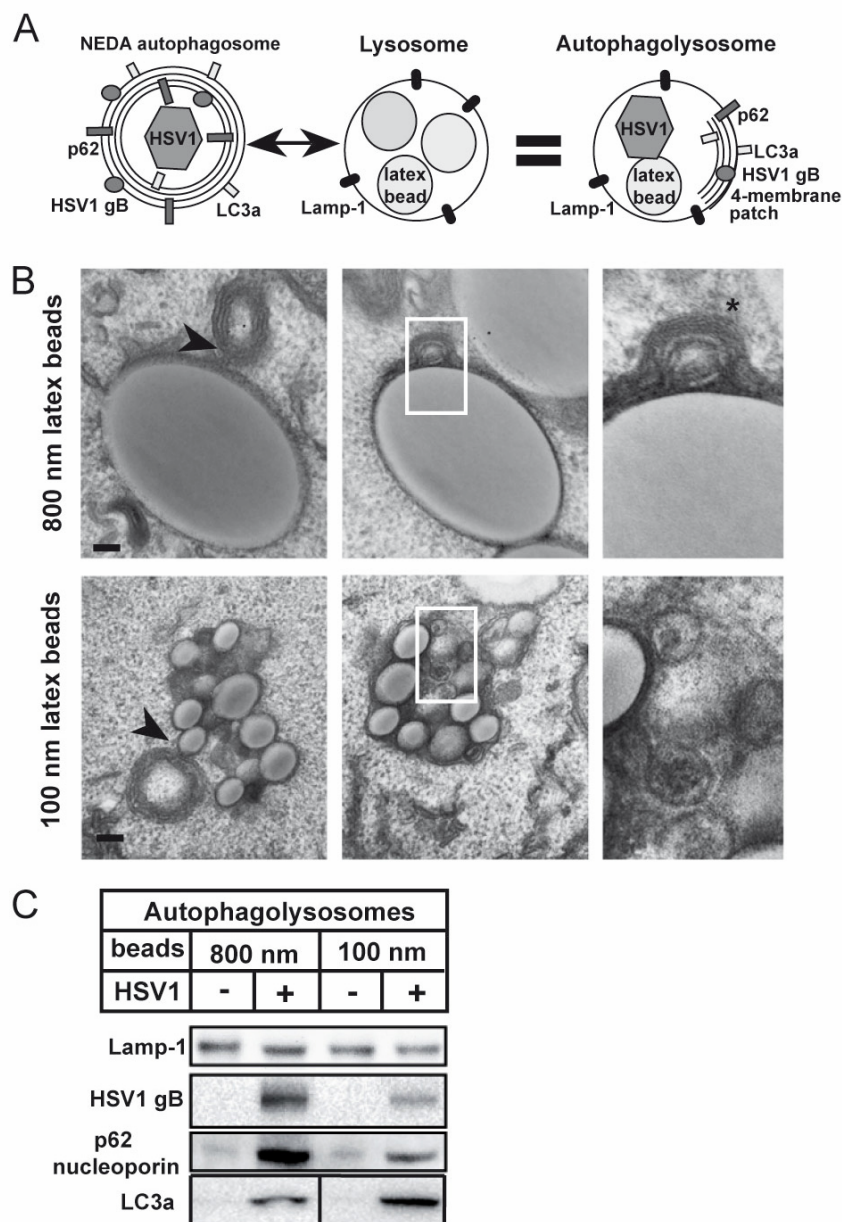 A
NEDA autophagosome
Lysosome
Autophagolysosome
HSV1
p62
HSV1 gB
LC3a
latex
bead
Lamp-1
HSV1
latex
bead
Lamp-1
p62
LC3a
HSV1 gB
4-membrane
patch
B
800 nm latex beads
*
100 nm latex beads
C
Autophagolysosomes
beads 800 nm 100 nm
HSV1 - + - +
Lamp-1
HSV1 gB
p62
nucleoporin
LC3a